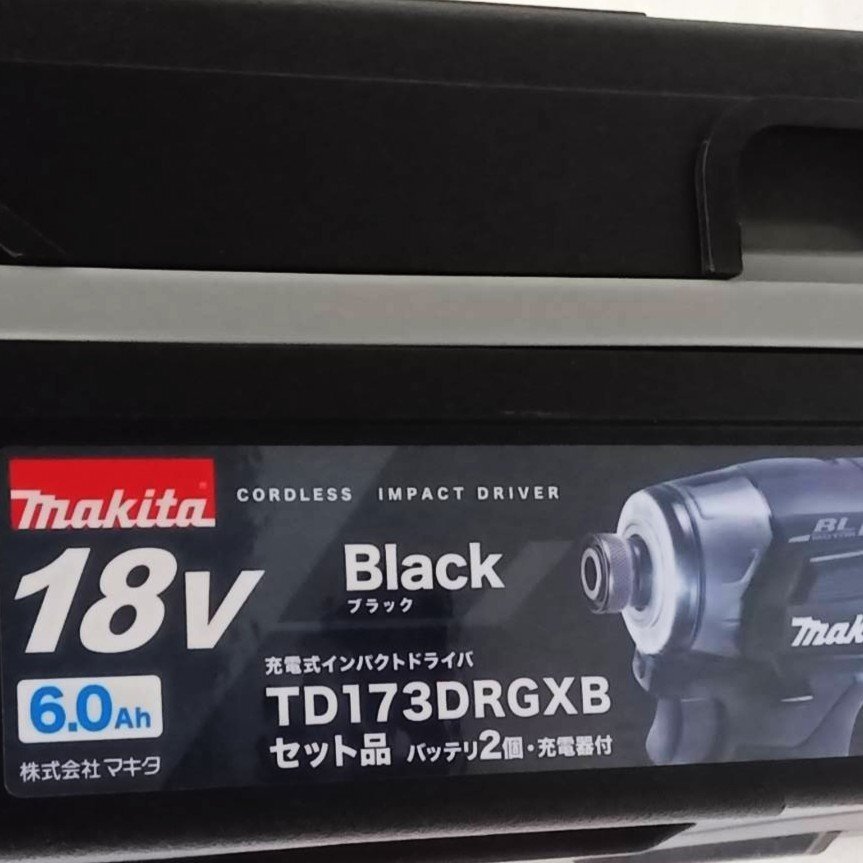 makita
CORDLESS IMPACT DRIVER
18V
Black
ブラック
充電式インパクトドライバ
6.0Ah
TD173DRGXB
セット品 バッテリ2個・充電器付
株式会社マキタ
BL